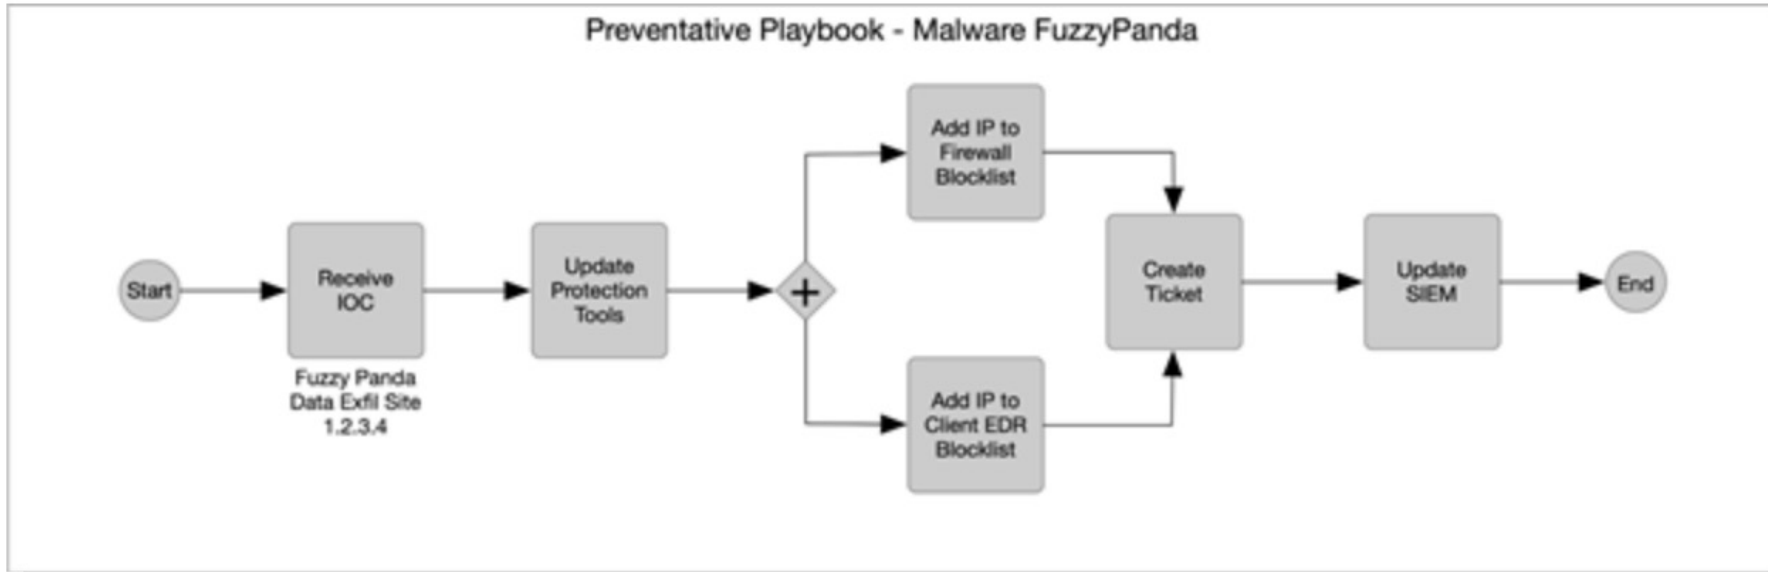 Preventative Playbook - Malware FuzzyPanda
Start
Receive
IOC
Fuzzy Panda
Data Exfil Site
1.2.3.4
Update
Protection
Tools
+
Add IP to
Firewall
Blocklist
Add IP to
Client EDR
Blocklist
Create
Ticket
Update
SIEM
End